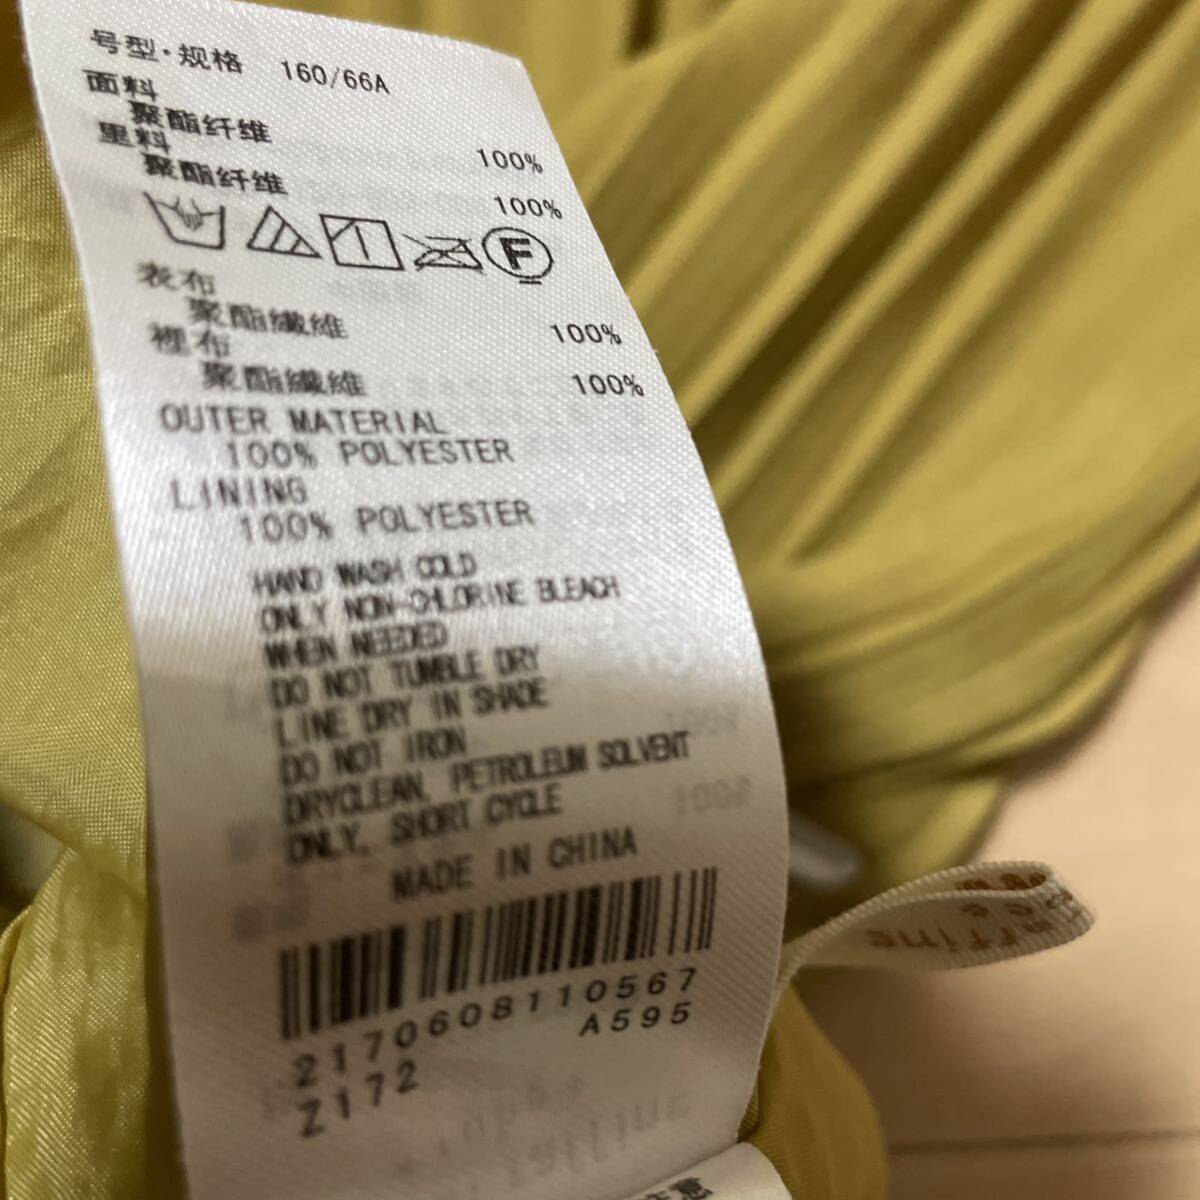 号型·规格 160/66A
面料
聚酯纤维 100%
里料
聚酯纤维 100%
F
表布
聚酯纖維 100%
裡布
聚酯纖維 100%
OUTER MATERIAL
100% POLYESTER
LINING
100% POLYESTER
HAND WASH COLD
ONLY NON-CHLORINE BLEACH
WHEN NEEDED
DO NOT TUMBLE DRY
LINE DRY IN SHADE
DO NOT IRON
DRYCLEAN, PETROLEUM SOLVENT
ONLY, SHORT CYCLE
MADE IN CHINA
2170608110567
Z172 A595